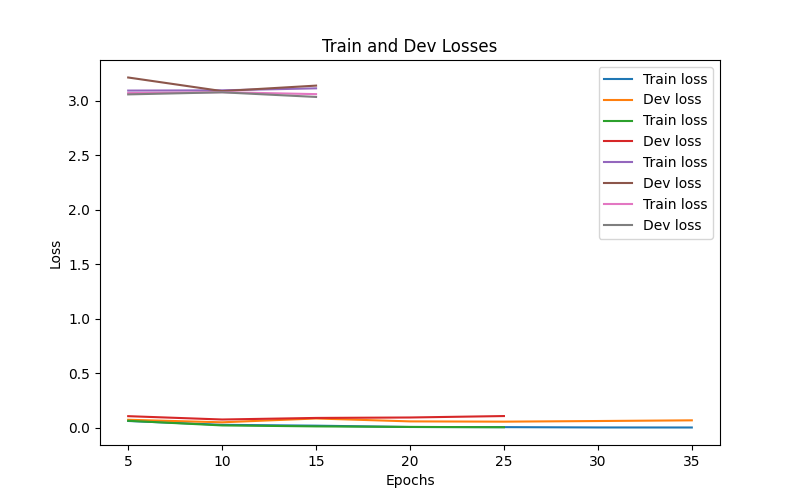 Train and Dev Losses
Train loss
Dev loss
Train loss
Dev loss
Train loss
Dev loss
Train loss
Dev loss
3.0
2.5
2.0
1.5
1.0
0.5
0.0
Loss
5 10 15 20 25 30 35
Epochs